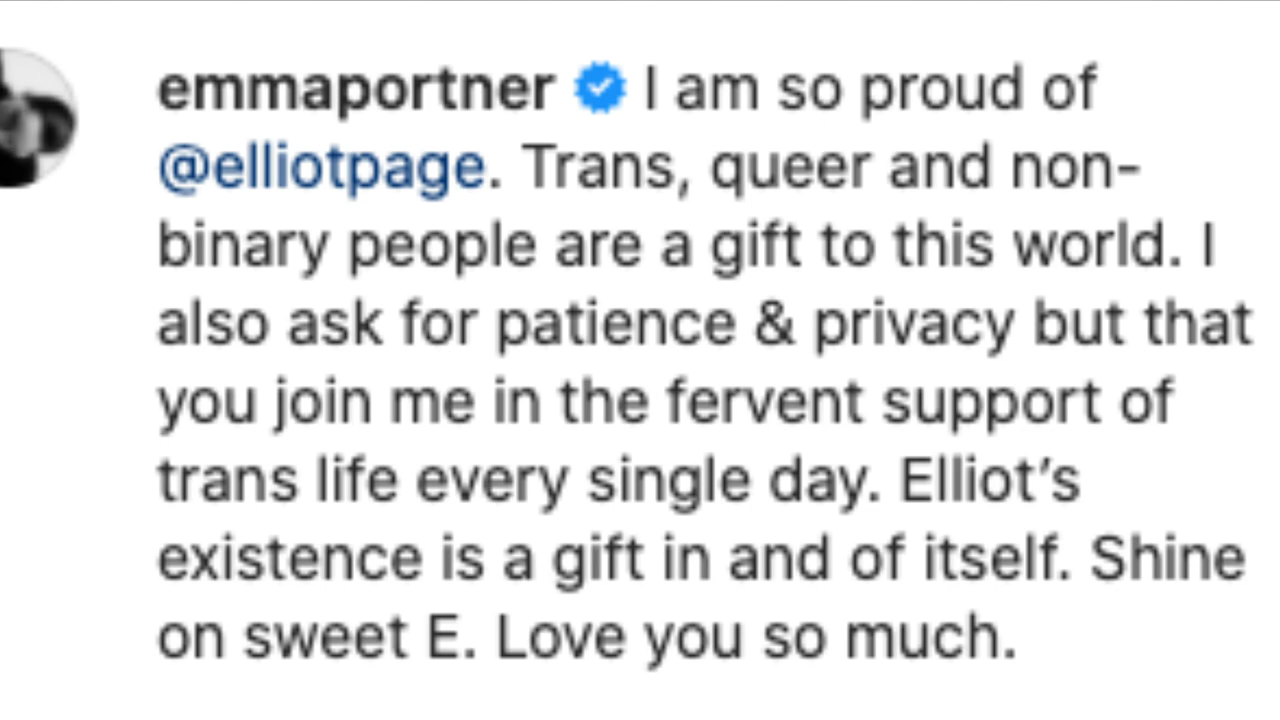 emmaportner I am so proud of
@elliotpage. Trans, queer and non-
binary people are a gift to this world. I
also ask for patience & privacy but that
you join me in the fervent support of
trans life every single day. Elliot’s
existence is a gift in and of itself. Shine
on sweet E. Love you so much.